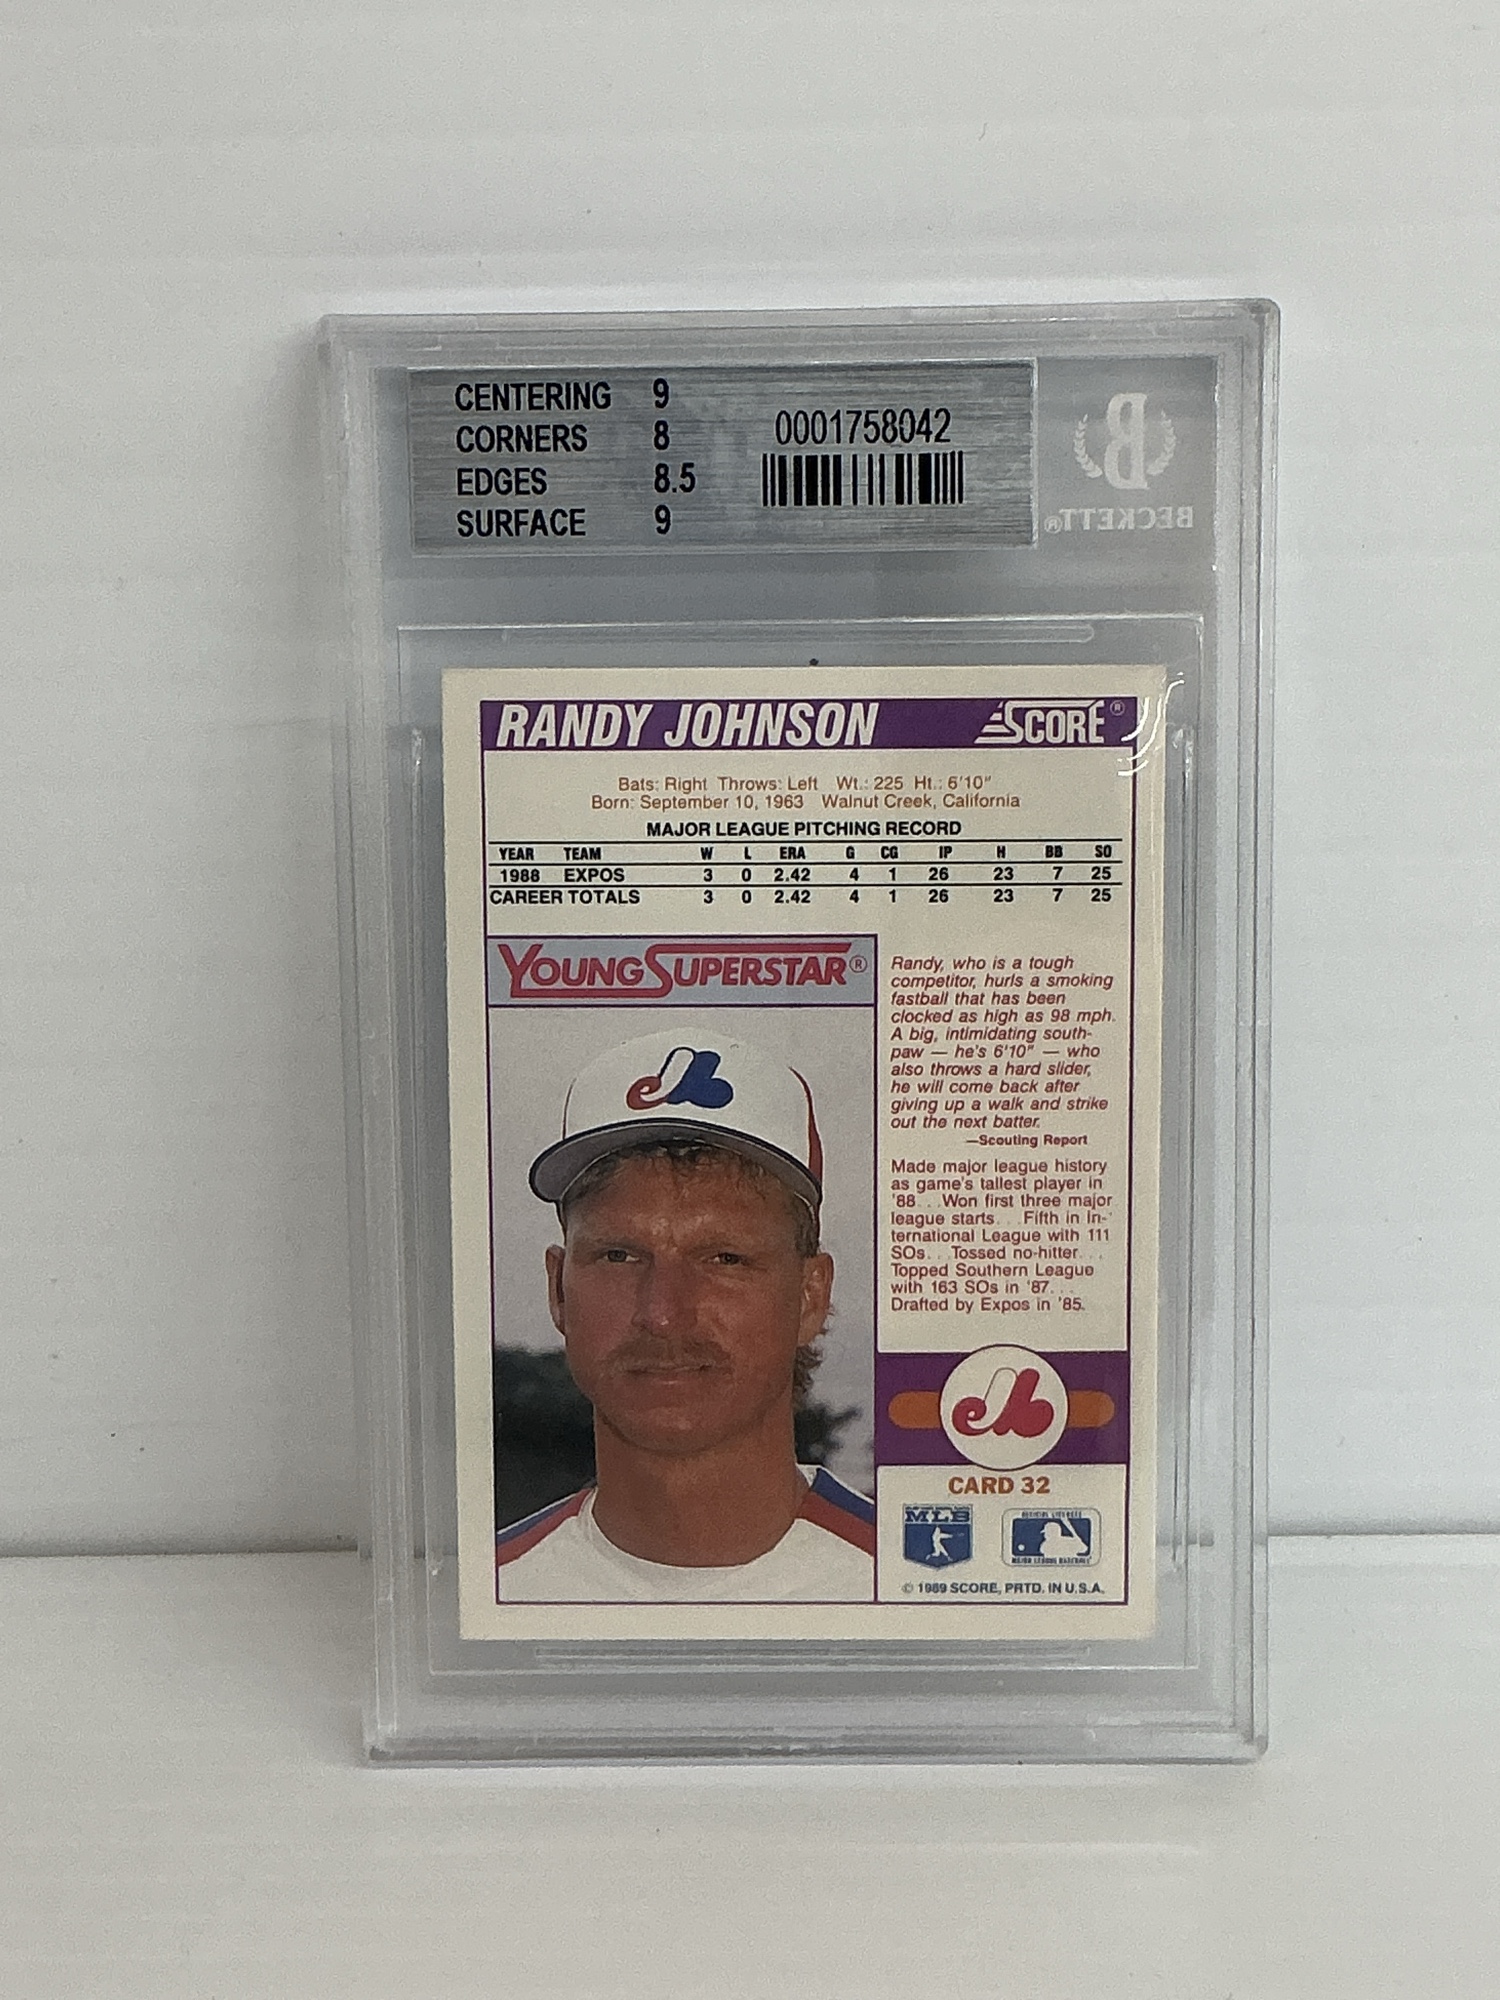 CENTERING 9
CORNERS 8
EDGES 8.5
SURFACE 9
0001758042
B
BECKETT®
RANDY JOHNSON
SCORE®
Bats: Right Throws: Left Wt.: 225 Ht.: 6'10"
Born: September 10, 1963 Walnut Creek, California
MAJOR LEAGUE PITCHING RECORD
YEAR TEAM W L ERA G CG IP H BB SO
1988 EXPOS 3 0 2.42 4 1 26 23 7 25
CAREER TOTALS 3 0 2.42 4 1 26 23 7 25
YOUNG SUPERSTAR®
Randy, who is a tough
competitor, hurls a smoking
fastball that has been
clocked as high as 98 mph.
A big, intimidating south-
paw — he's 6'10" — who
also throws a hard slider,
he will come back after
giving up a walk and strike
out the next batter.
—Scouting Report
Made major league history
as game's tallest player in
'88...Won first three major
league starts...Fifth in In-
ternational League with 111
SOs...Tossed no-hitter...
Topped Southern League
with 163 SOs in '87...
Drafted by Expos in '85.
CARD 32
MLB
MAJOR LEAGUE BASEBALL
© 1989 SCORE, PRTD. IN U.S.A.